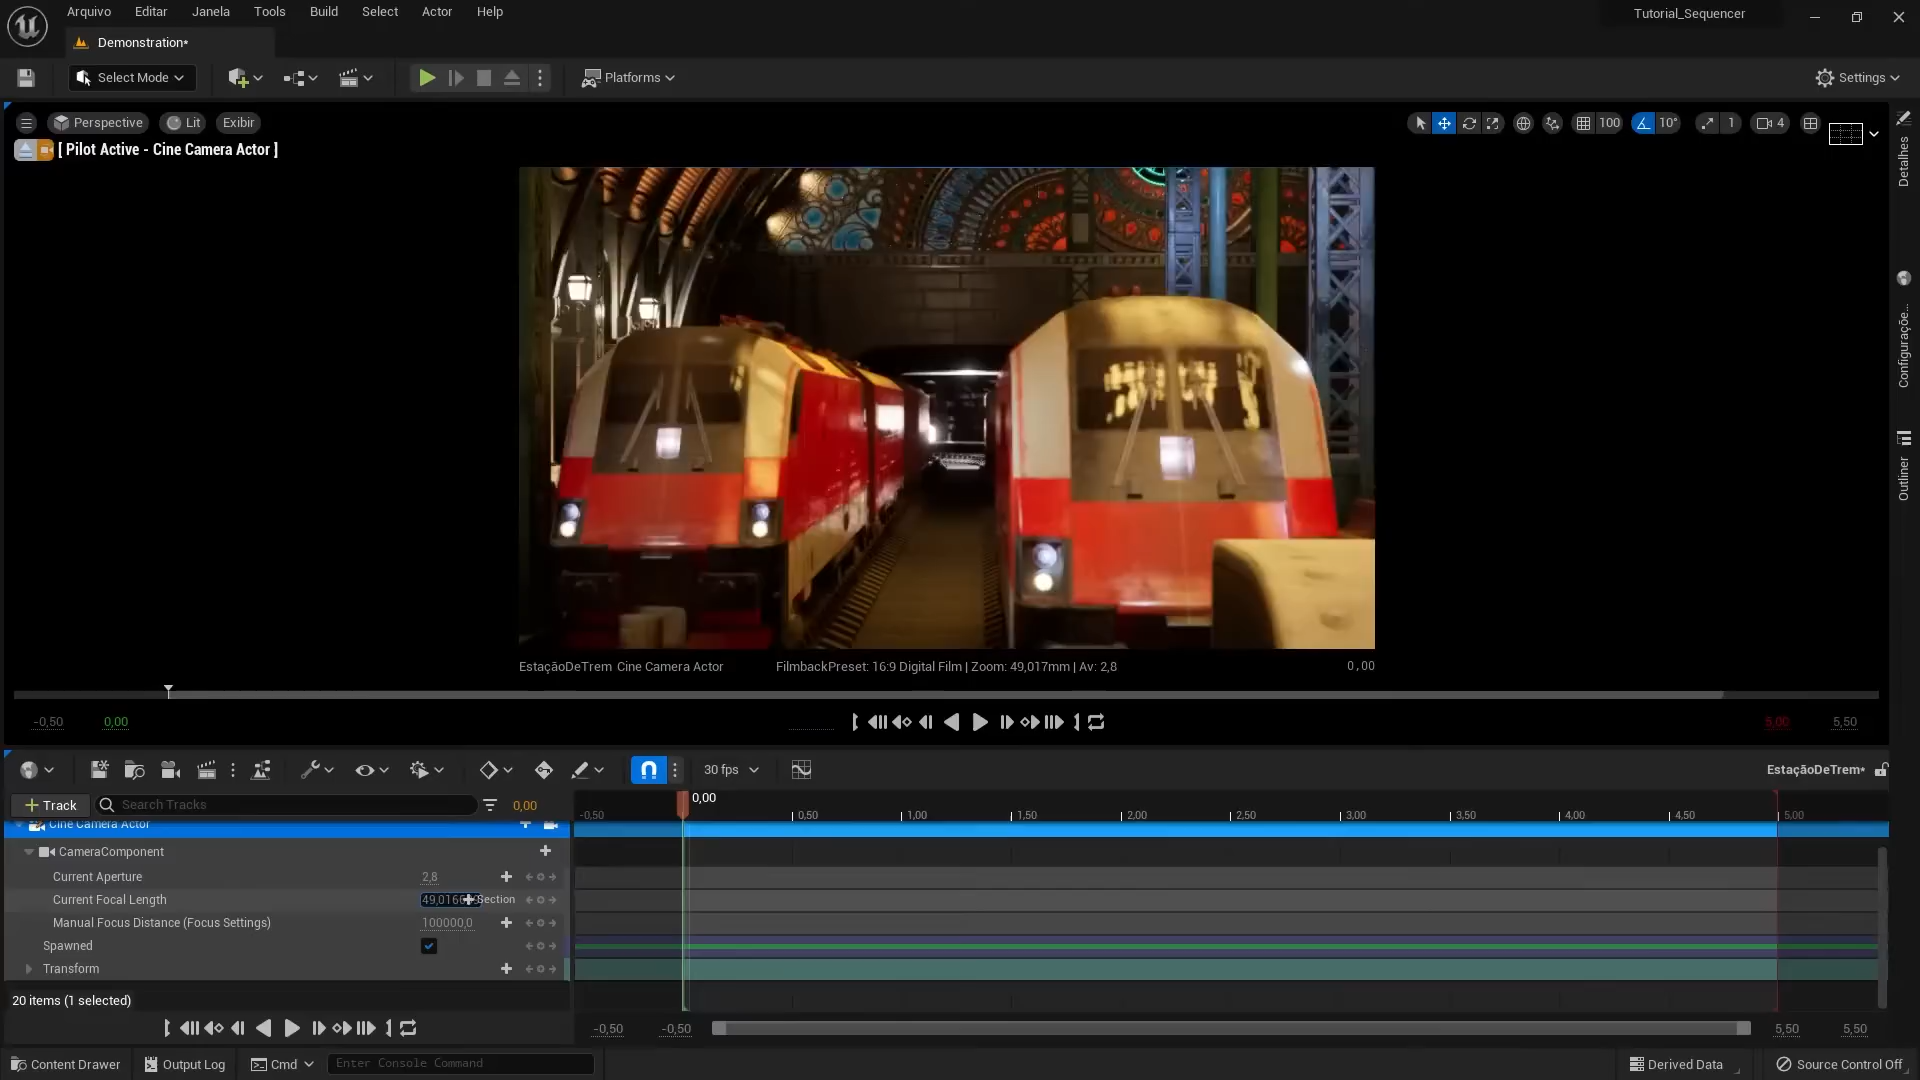 Arquivo Editar Janela Tools Build Select Actor Help Tutorial_Sequencer
Demonstration*
Select Mode Platforms Settings
Perspective Lit Exibir 100 10° 1 4
[ Pilot Active - Cine Camera Actor ]
Detalhes
Configuraçõe...
Outliner
EstaçãoDeTrem Cine Camera Actor FilmbackPreset: 16:9 Digital Film | Zoom: 49,017mm | Av: 2,8 0,00
-0,50 0,00 5,00 5,50
30 fps EstaçãoDeTrem*
Track Search Tracks 0,00 0,00
-0,50 0,50 1,00 1,50 2,00 2,50 3,00 3,50 4,00 4,50 5,00
Cine Camera Actor
CameraComponent
Current Aperture 2,8
Current Focal Length 49,0166 Section
Manual Focus Distance (Focus Settings) 100000,0
Spawned
Transform
20 items (1 selected)
-0,50 -0,50 5,50 5,50
Content Drawer Output Log Cmd Enter Console Command Derived Data Source Control Off